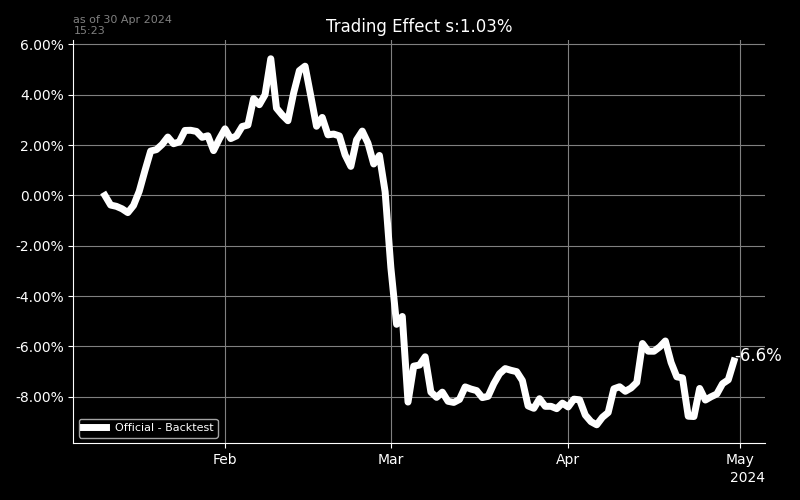 as of 30 Apr 2024
15:23
Trading Effect s:1.03%
6.00%
4.00%
2.00%
0.00%
-2.00%
-4.00%
-6.00%
-8.00%
-6.6%
Official - Backtest
Feb
Mar
Apr
May
2024